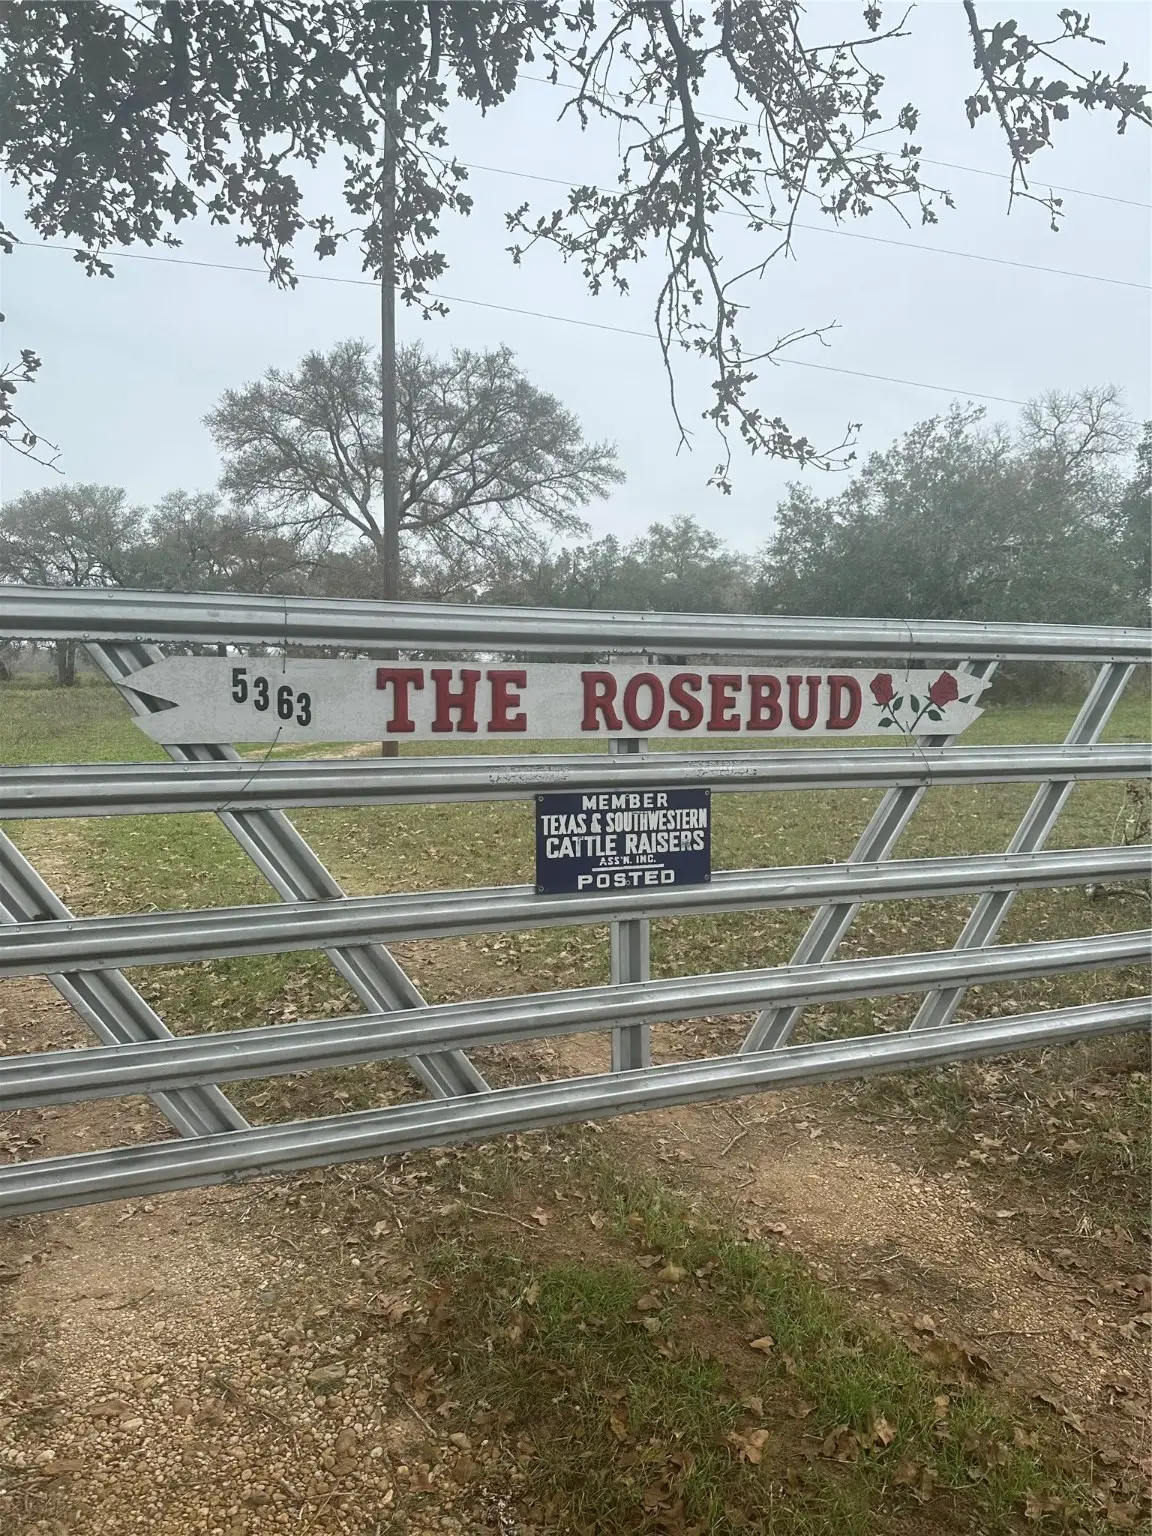 5363 THE ROSEBUD
MEMBER
TEXAS & SOUTHWESTERN
CATTLE RAISERS
ASS'N. INC.
POSTED